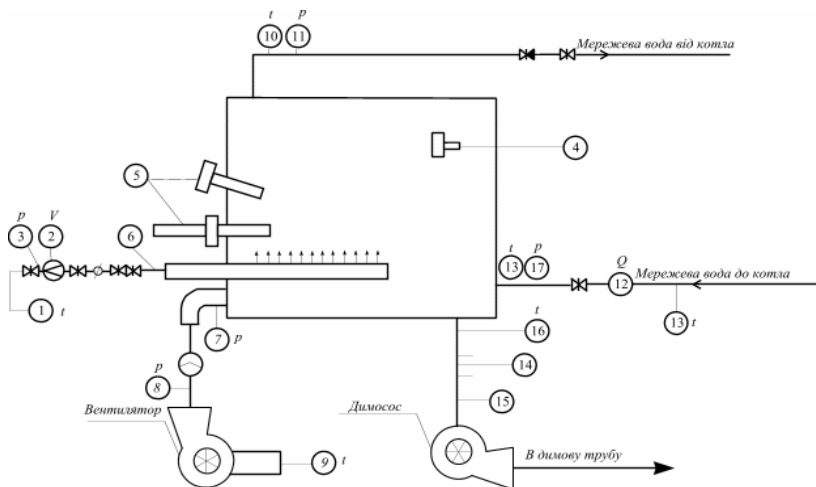 t p
10 11
Мережева вода від котла
4
5
p V
3 2 6
t p Q
13 17 12
Мережева вода до котла
1 t
13 t
7 p
t
16
14
p
8
15
Вентилятор
Димосос
9 t
В димову трубу